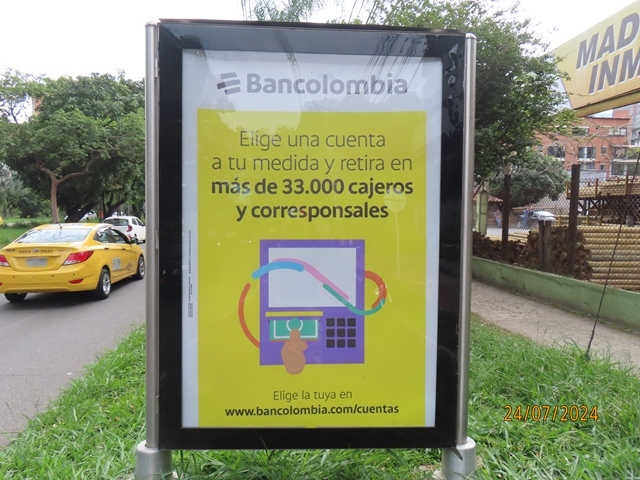 Bancolombia
Elige una cuenta
a tu medida y retira en
más de 33.000 cajeros
y corresponsales
Elige la tuya en
www.bancolombia.com/cuentas
MAD
INM
24/07/2024